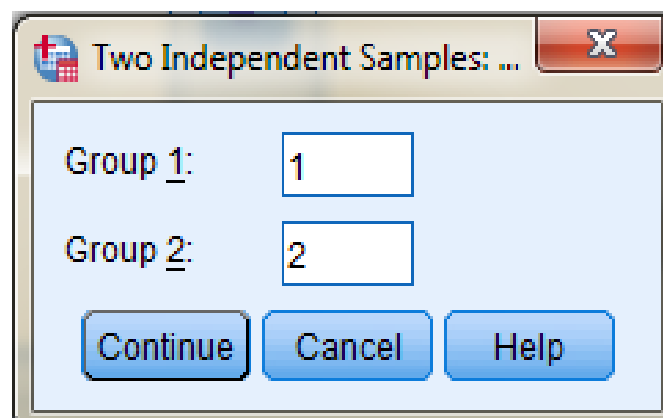 Two Independent Samples: ...
Group 1: 1
Group 2: 2
Continue Cancel Help